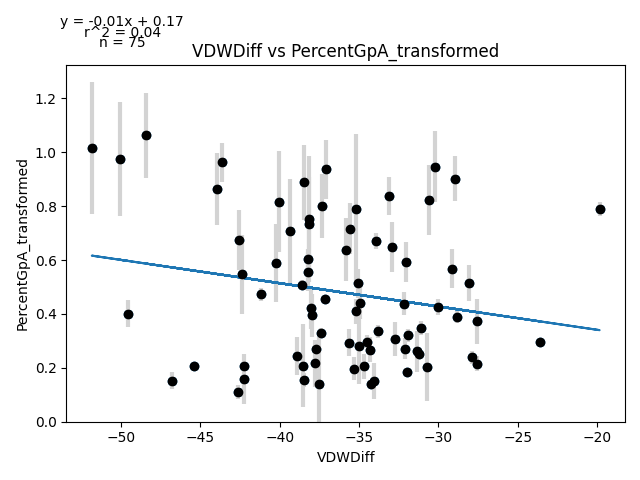 y = -0.01x + 0.17
r^2 = 0.04
n = 75
VDWDiff vs PercentGpA_transformed
PercentGpA_transformed
1.2
1.0
0.8
0.6
0.4
0.2
0.0
−50 −45 −40 −35 −30 −25 −20
VDWDiff